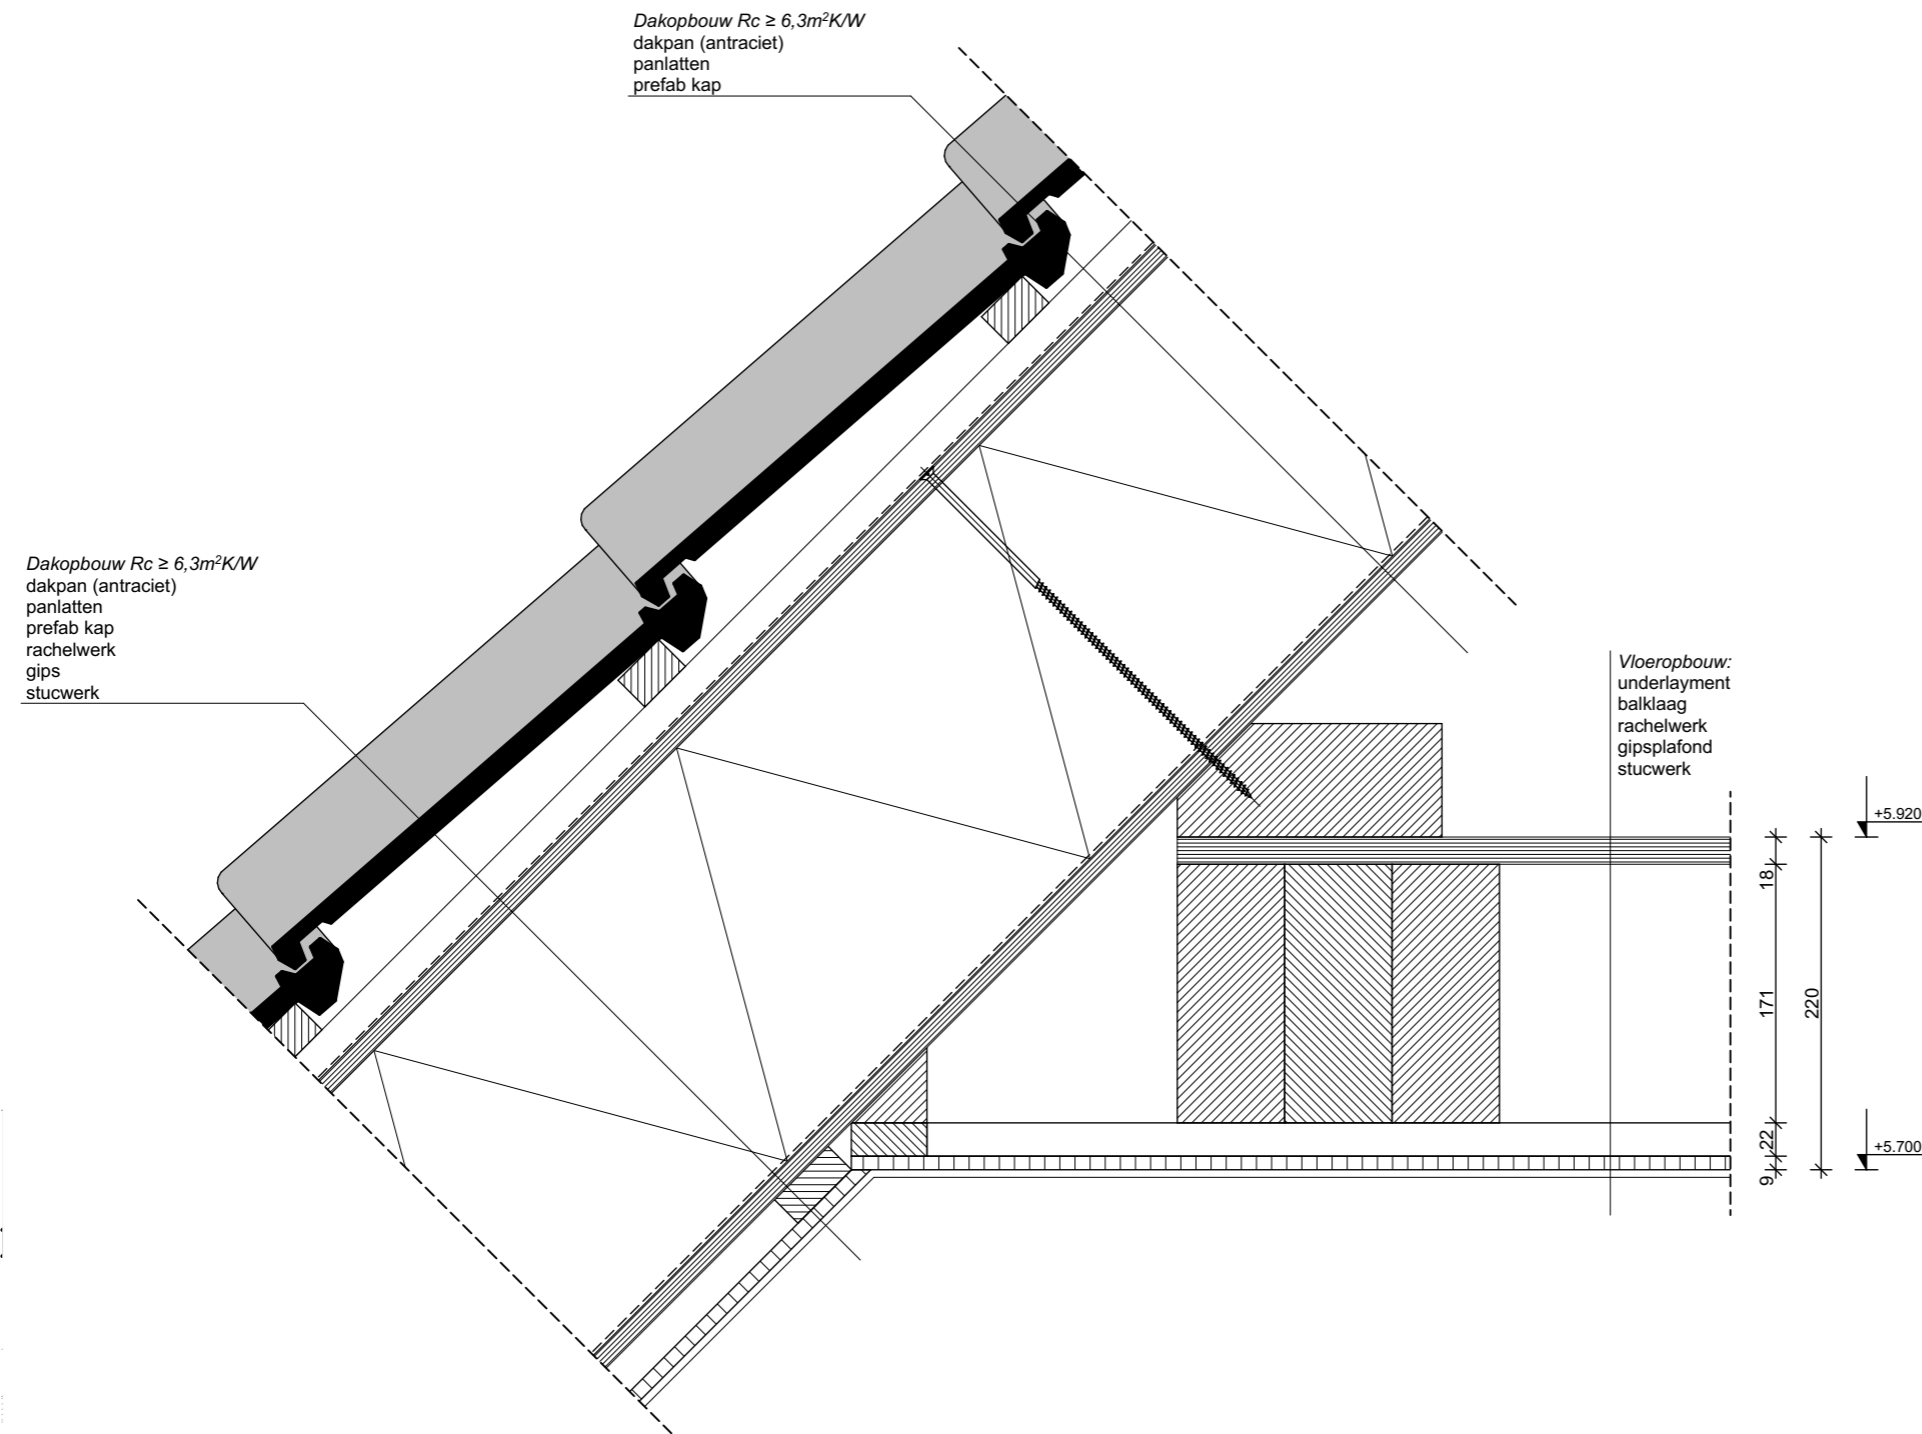 Dakopbouw Rc ≥ 6,3m²K/W
dakpan (antraciet)
panlatten
prefab kap
Dakopbouw Rc ≥ 6,3m²K/W
dakpan (antraciet)
panlatten
prefab kap
rachelwerk
gips
stucwerk
Vloeropbouw:
underlayment
balklaag
rachelwerk
gipsplafond
stucwerk
+5.920
18
171
220
22
+5.700
9